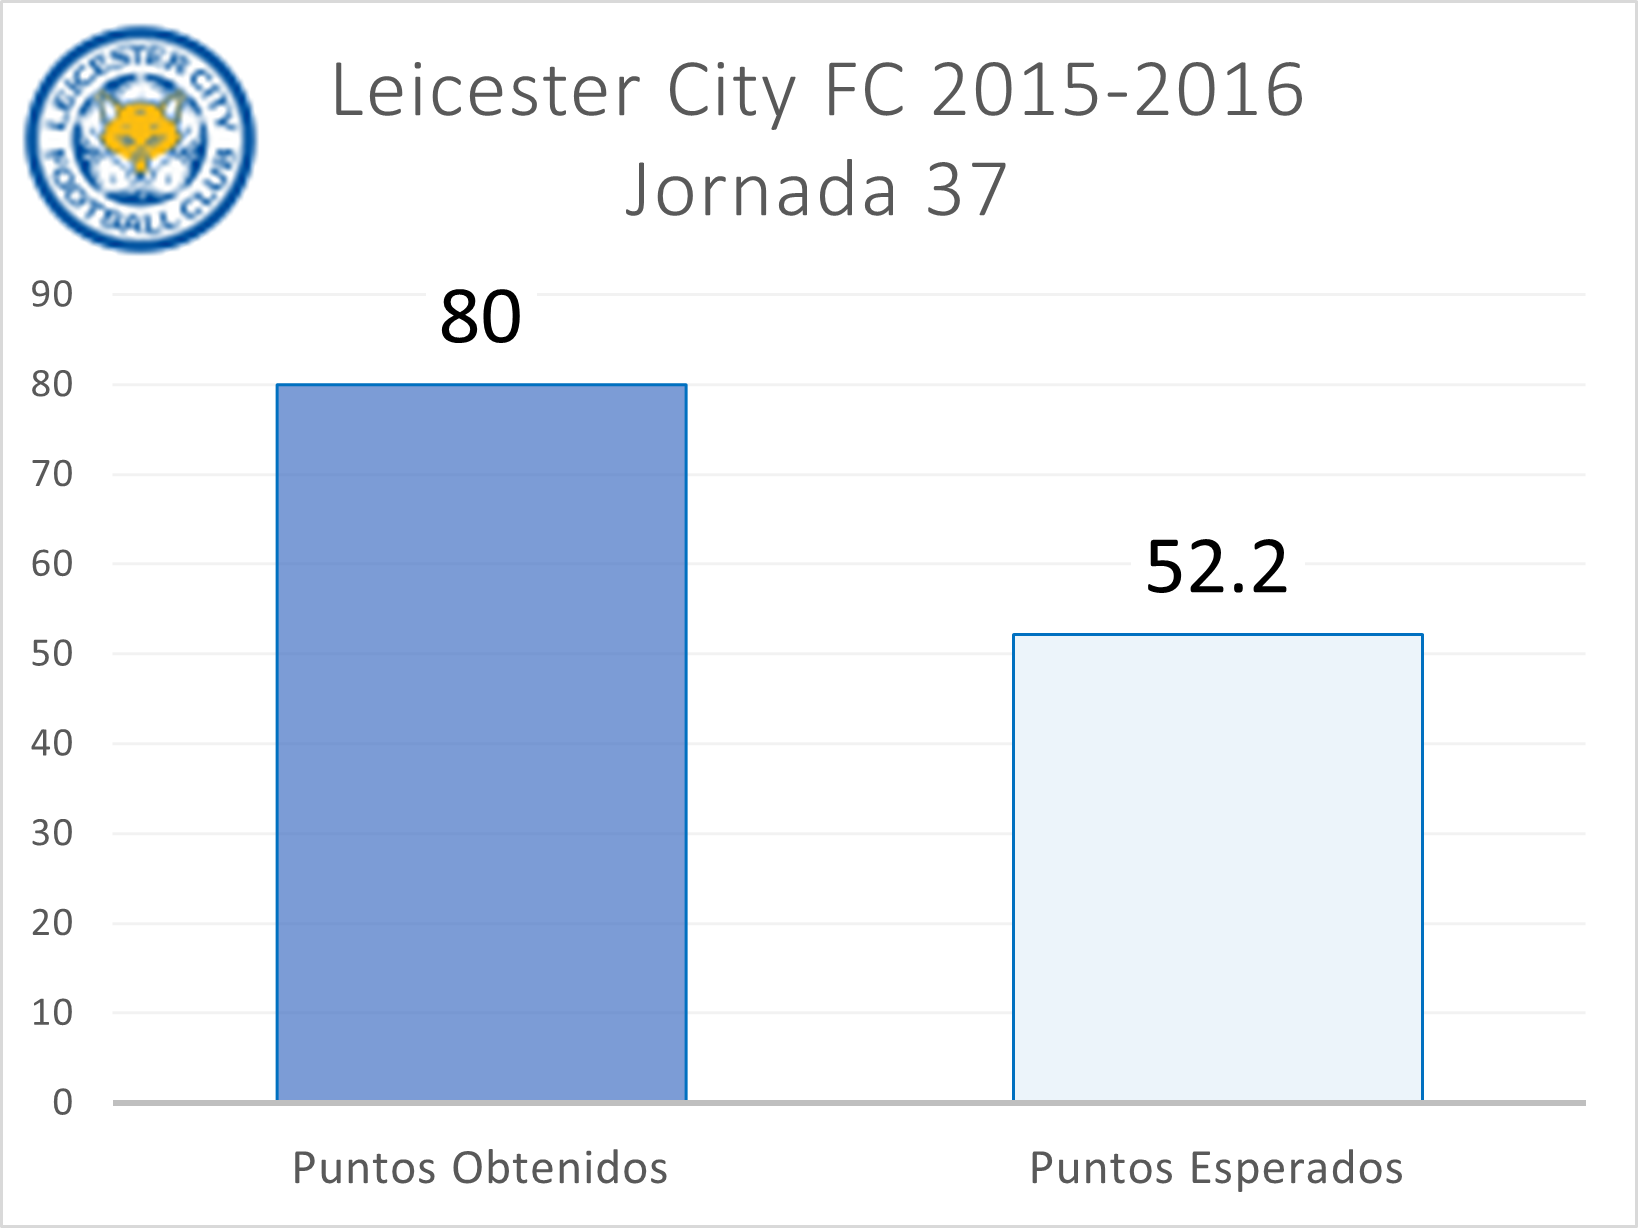 LEICESTER CITY
FOOTBALL CLUB
Leicester City FC 2015-2016
Jornada 37
90
80
80
70
60
52.2
50
40
30
20
10
0
Puntos Obtenidos
Puntos Esperados